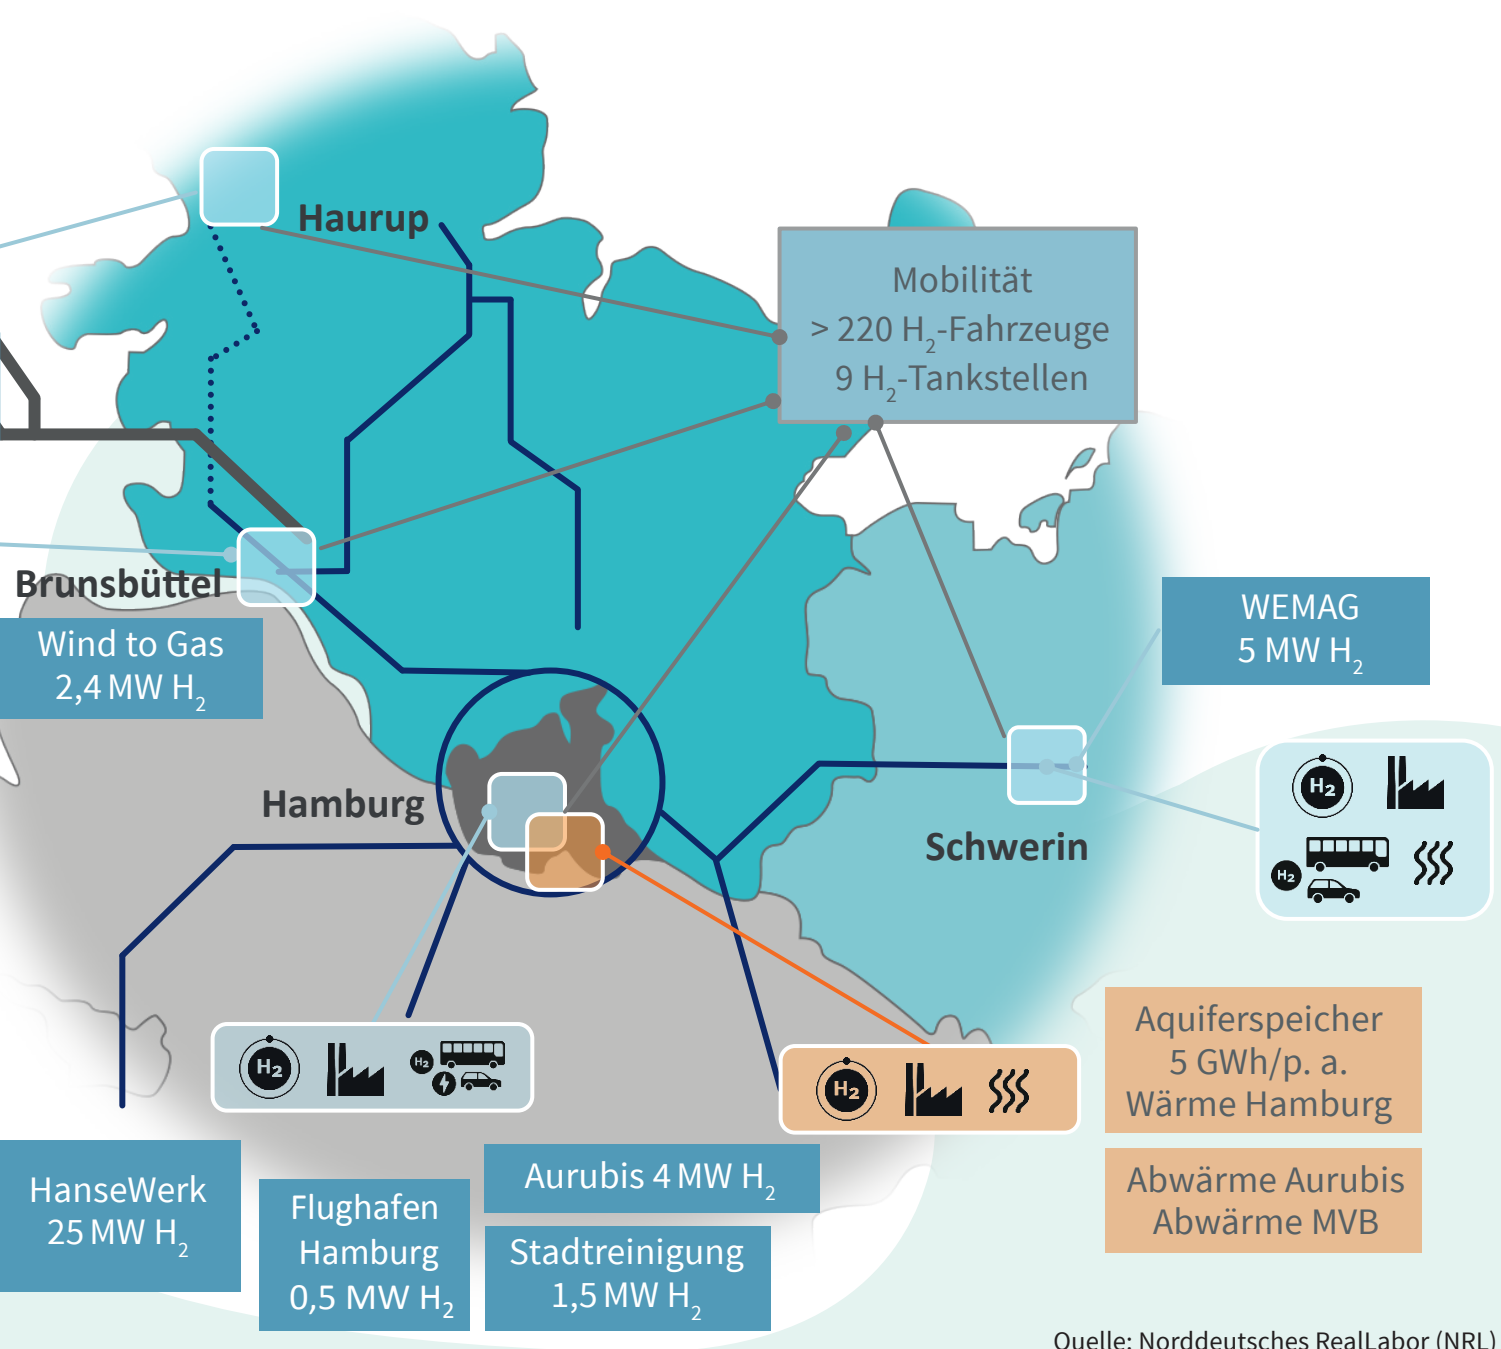 Haurup
Mobilität
> 220 H₂-Fahrzeuge
9 H₂-Tankstellen
Brunsbüttel
Wind to Gas
2,4 MW H₂
WEMAG
5 MW H₂
Hamburg
Schwerin
H₂
H₂
H₂
H₂
H₂
Aquiferspeicher
5 GWh/p. a.
Wärme Hamburg
Abwärme Aurubis
Abwärme MVB
HanseWerk
25 MW H₂
Flughafen
Hamburg
0,5 MW H₂
Aurubis 4 MW H₂
Stadtreinigung
1,5 MW H₂
Quelle: Norddeutsches RealLabor (NRL)